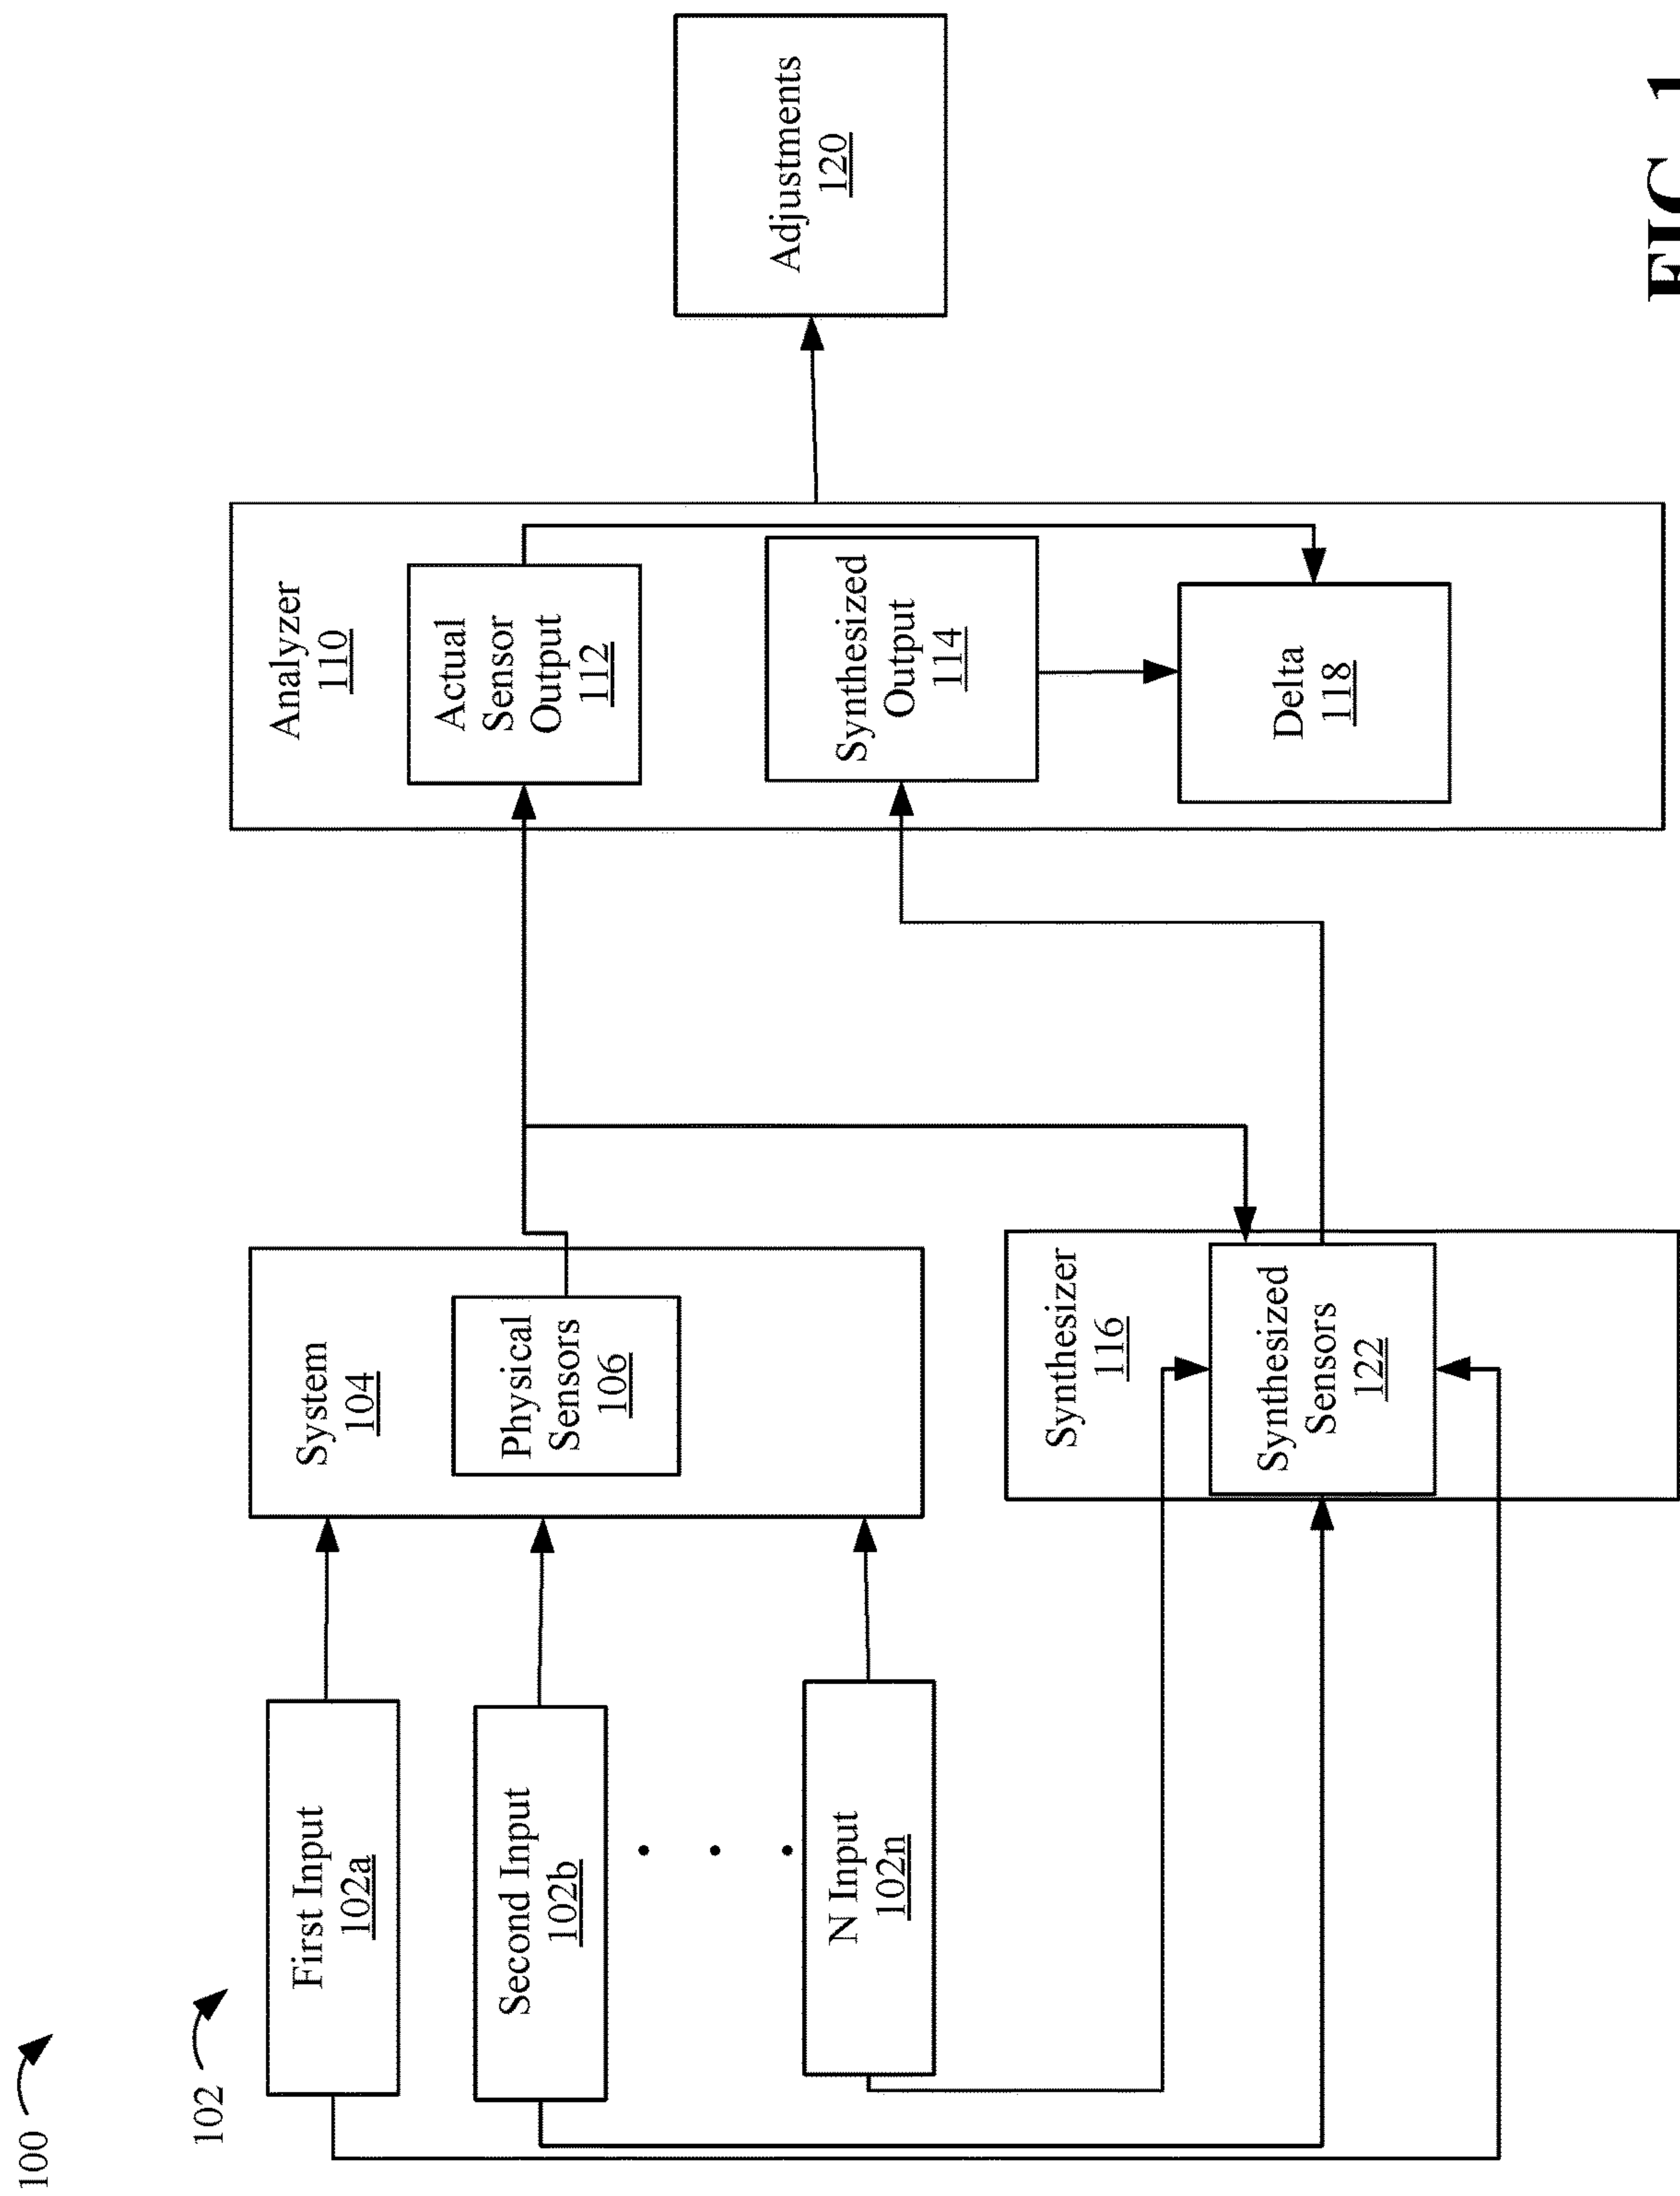 100
102
First Input
102a
Second Input
102b
N Input
102n
System
104
Physical
Sensors
106
Synthesizer
116
Synthesized
Sensors
122
Analyzer
110
Actual
Sensor
Output
112
Synthesized
Output
114
Delta
118
Adjustments
120
FIG. 1